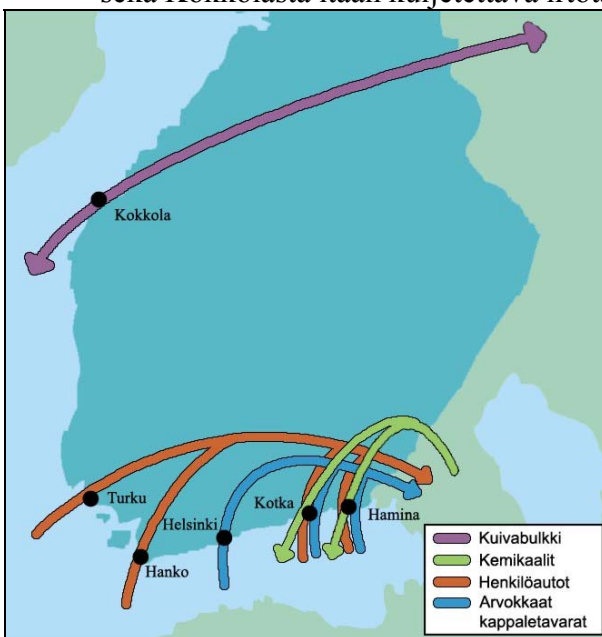 Kokkola
Turku
Helsinki
Kotka
Hamina
Hanko
Kuivabulkki
Kemikaalit
Henkilöautot
Arvokkaat
kappaletavarat